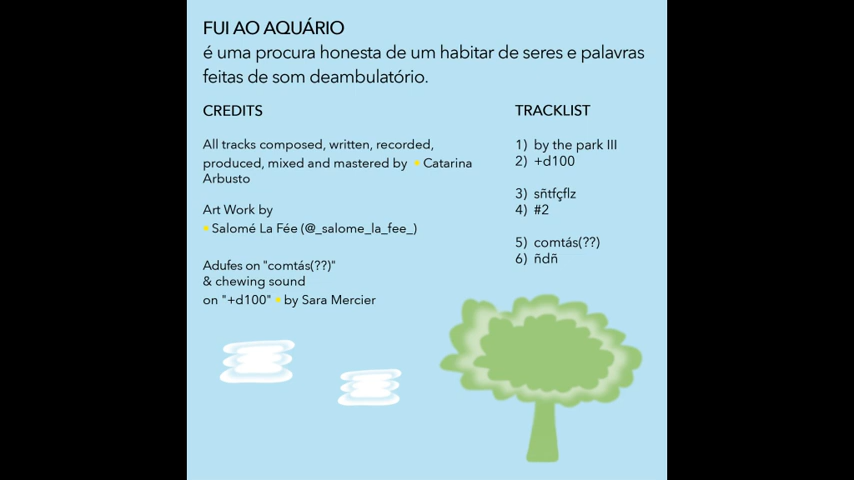 FUI AO AQUÁRIO
é uma procura honesta de um habitar de seres e palavras
feitas de som deambulatório.
CREDITS
All tracks composed, written, recorded,
produced, mixed and mastered by Catarina
Arbusto
Art Work by
Salomé La Fée (@_salome_la_fee_)
Adufes on "comtás(??)"
& chewing sound
on "+d100" by Sara Mercier
TRACKLIST
1) by the park III
2) +d100
3) sñtfçflz
4) #2
5) comtás(??)
6) ñdñ